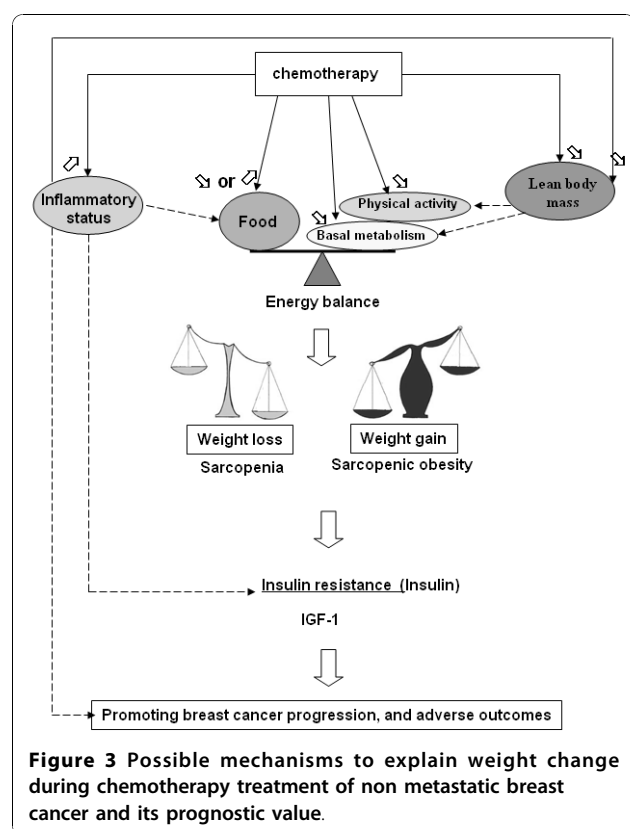 chemotherapy
or
Inflammatory
status
Food
Physical activity
Basal metabolism
Lean body
mass
Energy balance
Weight loss
Weight gain
Sarcopenia
Sarcopenic obesity
Insulin resistance (Insulin)
IGF-1
Promoting breast cancer progression, and adverse outcomes
Figure 3 Possible mechanisms to explain weight change
during chemotherapy treatment of non metastatic breast
cancer and its prognostic value.